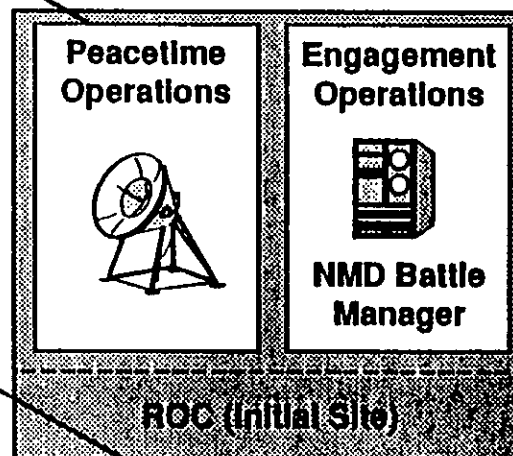 Peacetime
Operations
Engagement
Operations
NMD Battle
Manager
ROC (Initial Site)